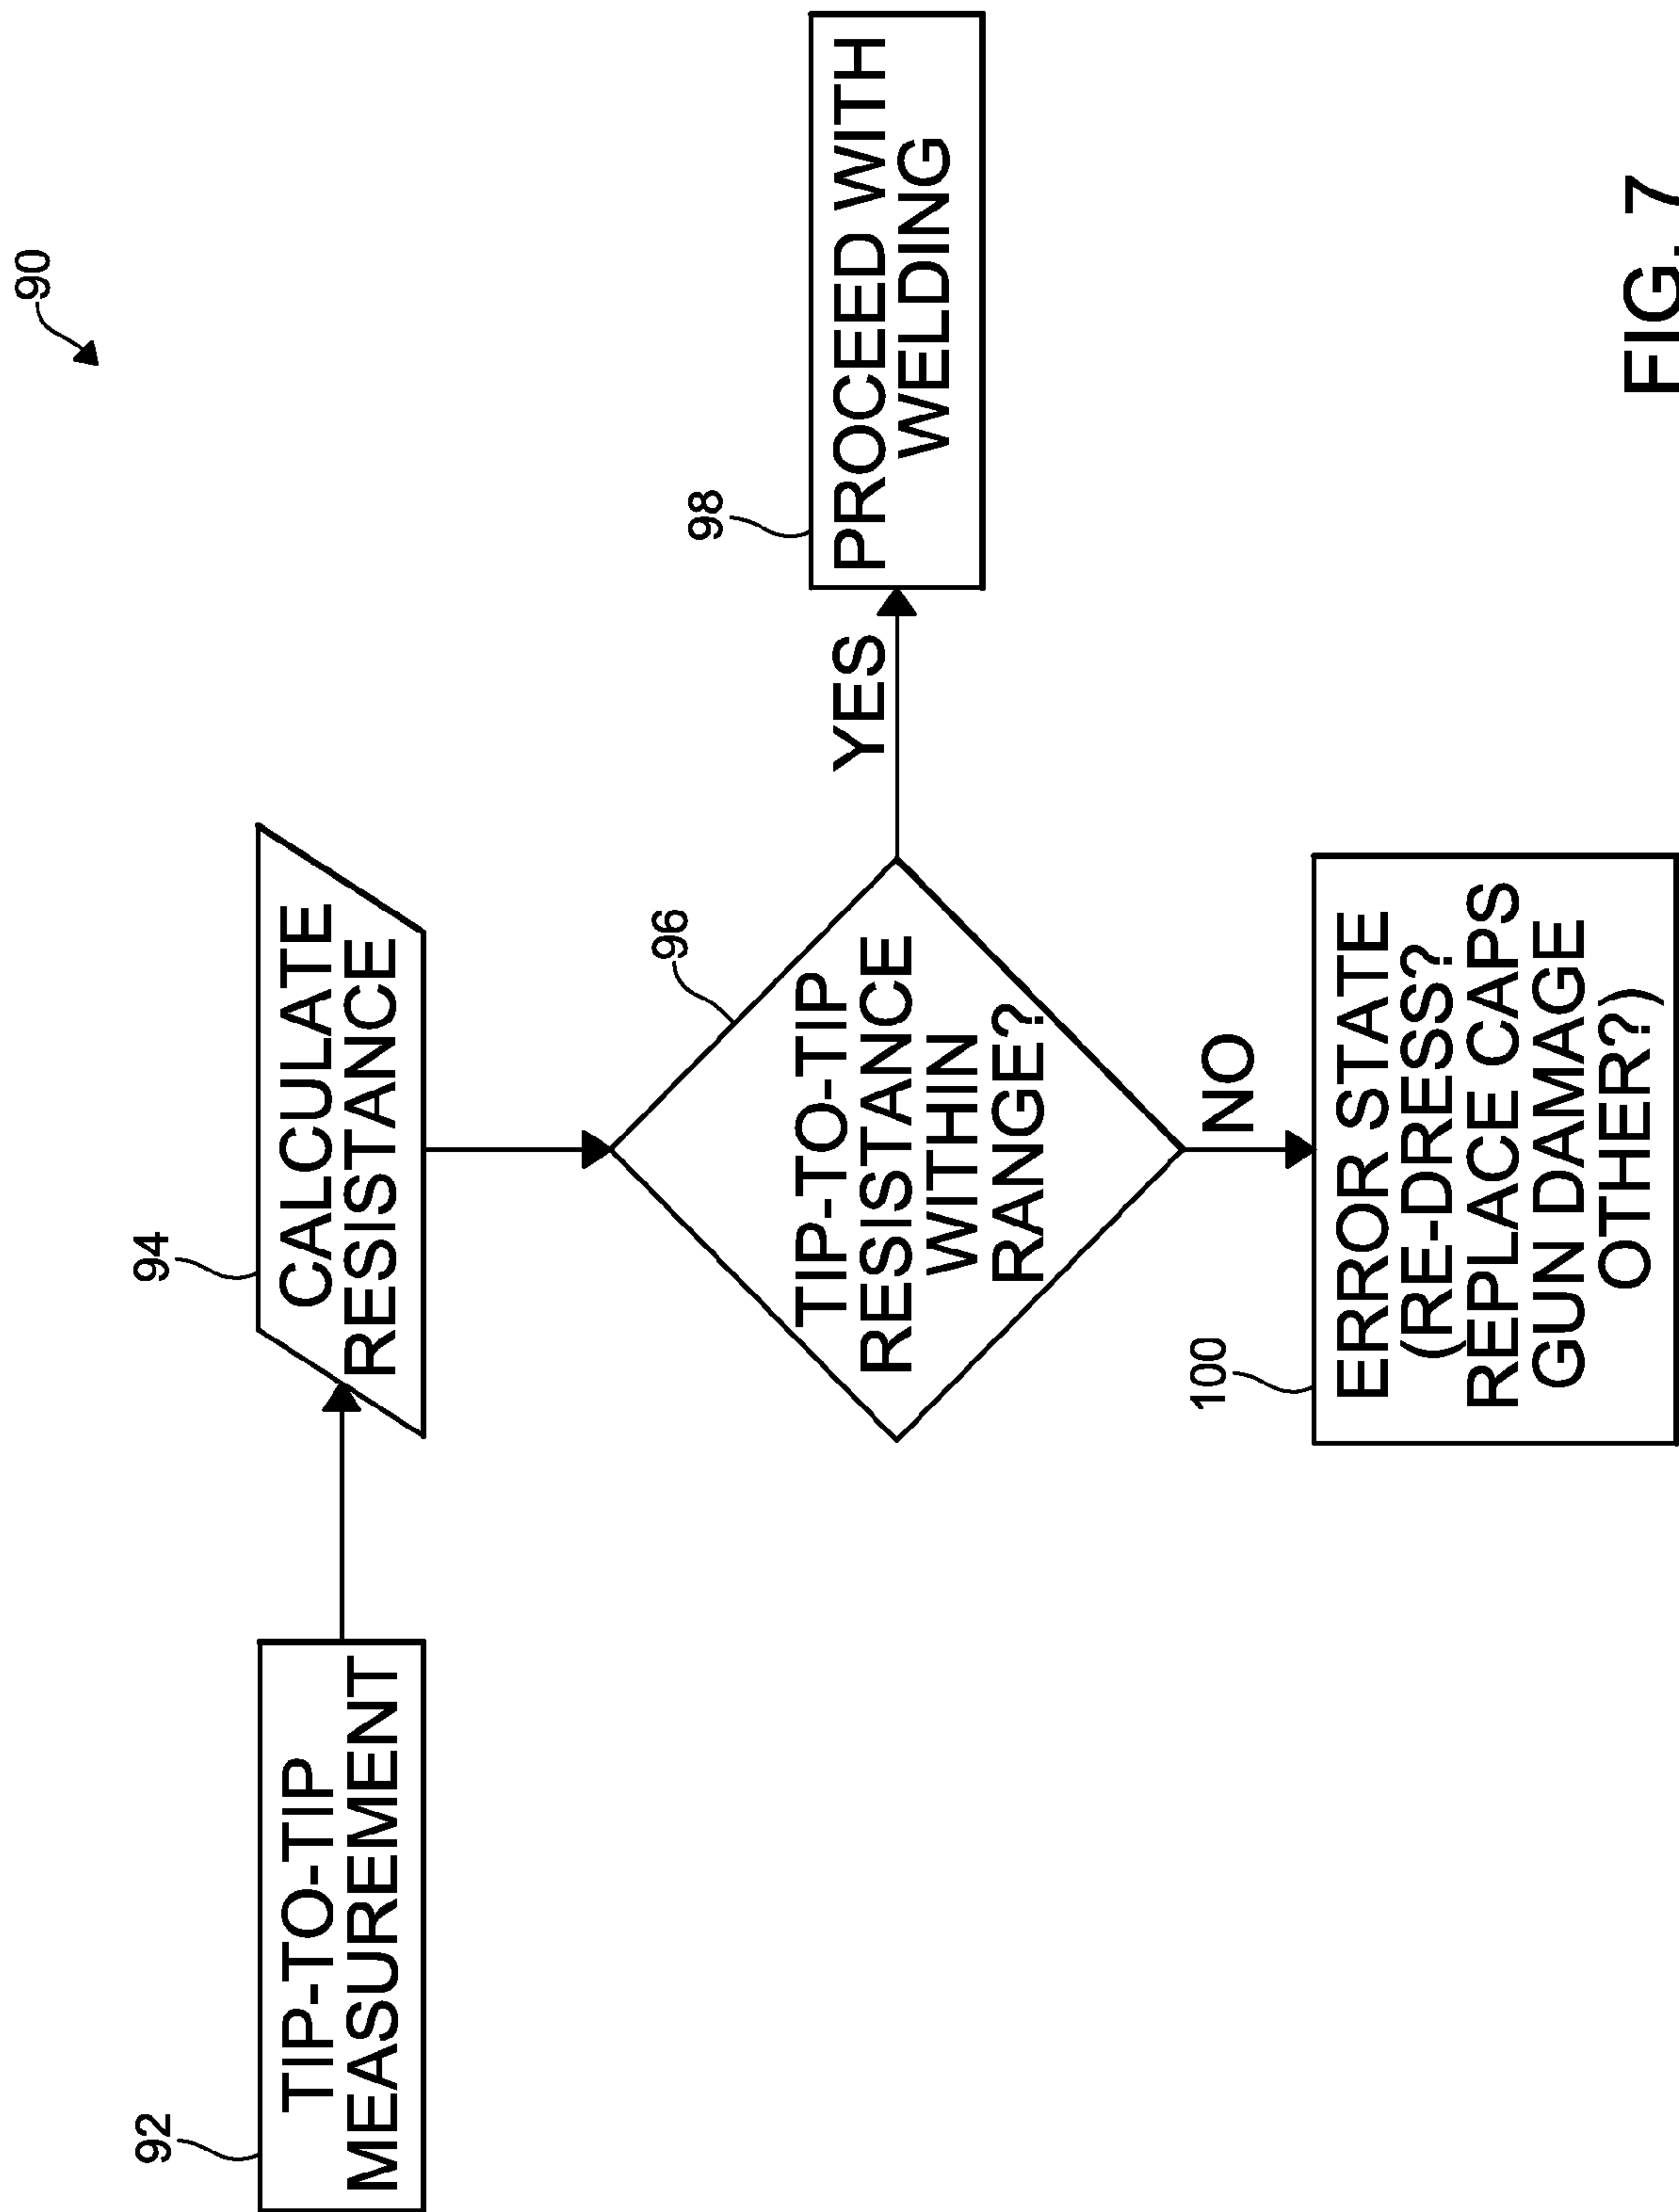 90
92
TIP-TO-TIP
MEASUREMENT
94
CALCULATE
RESISTANCE
96
TIP-TO-TIP
RESISTANCE
WITHIN
RANGE?
YES
98
PROCEED WITH
WELDING
NO
100
ERROR STATE
(RE-DRESS?
REPLACE CAPS
GUN DAMAGE
OTHER?)
FIG. 7